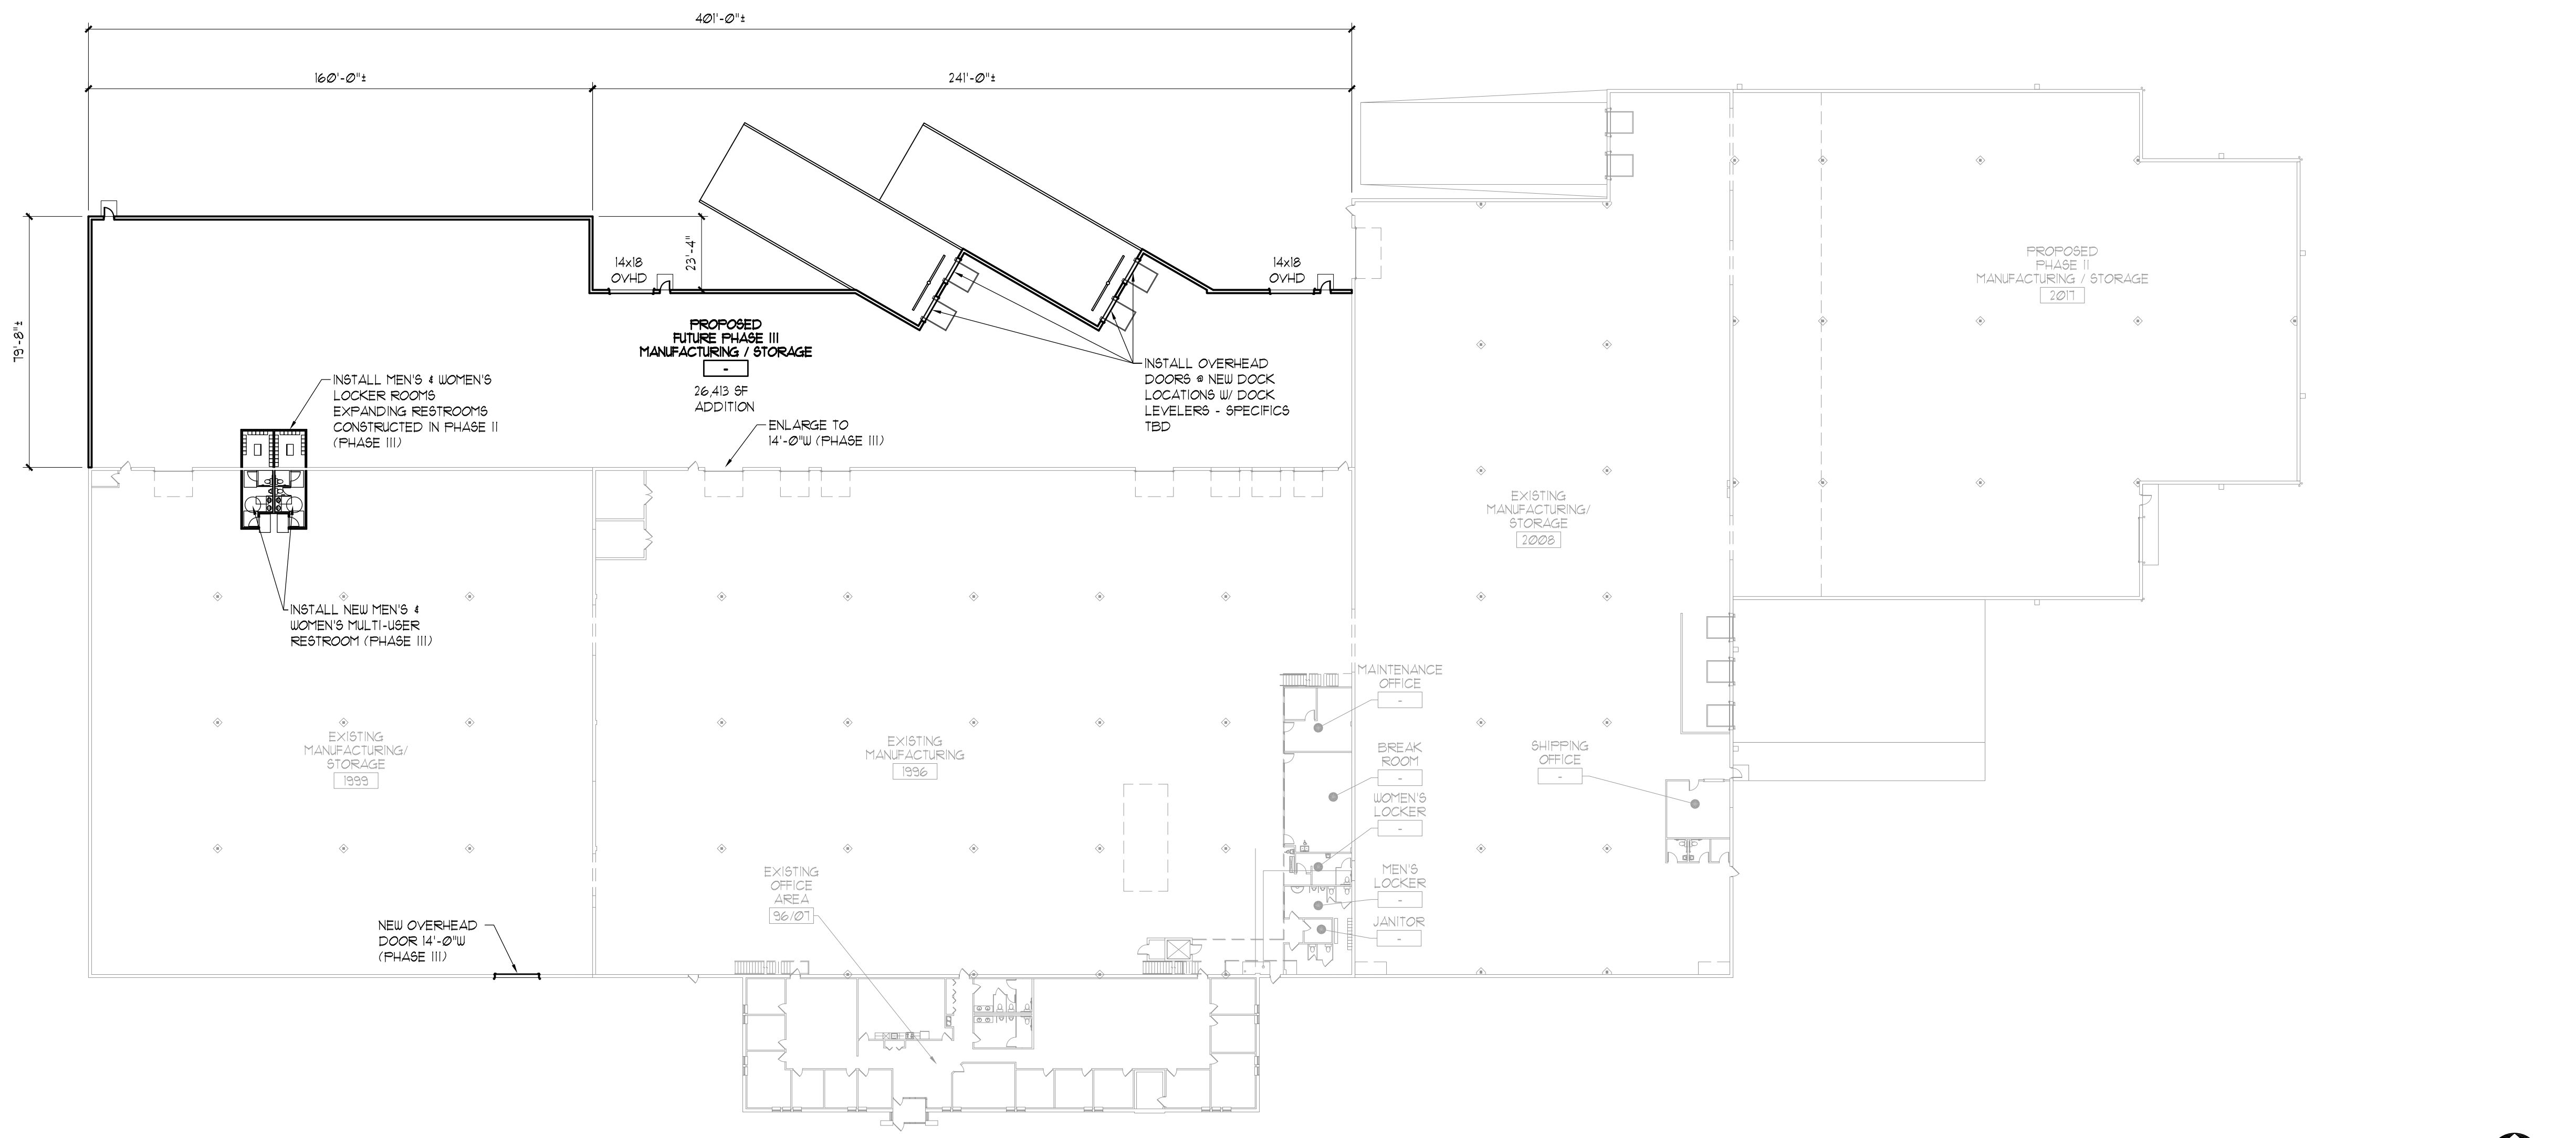 401'-0"±
160'-0"±
241'-0"±
79'-8"±
23'-4"
14x18
OVHD
14x18
OVHD
PROPOSED
FUTURE PHASE III
MANUFACTURING / STORAGE
-
26,413 SF
ADDITION
INSTALL OVERHEAD
DOORS @ NEW DOCK
LOCATIONS W/ DOCK
LEVELERS - SPECIFICS
TBD
INSTALL MEN'S & WOMEN'S
LOCKER ROOMS
EXPANDING RESTROOMS
CONSTRUCTED IN PHASE II
(PHASE III)
ENLARGE TO
14'-0"W (PHASE III)
INSTALL NEW MEN'S &
WOMEN'S MULTI-USER
RESTROOM (PHASE III)
PROPOSED
PHASE II
MANUFACTURING / STORAGE
2017
EXISTING
MANUFACTURING/
STORAGE
2008
EXISTING
MANUFACTURING/
STORAGE
1999
EXISTING
MANUFACTURING
1996
MAINTENANCE
OFFICE
-
BREAK
ROOM
-
WOMEN'S
LOCKER
-
MEN'S
LOCKER
-
JANITOR
-
SHIPPING
OFFICE
-
EXISTING
OFFICE
AREA
96/07
NEW OVERHEAD
DOOR 14'-0"W
(PHASE III)